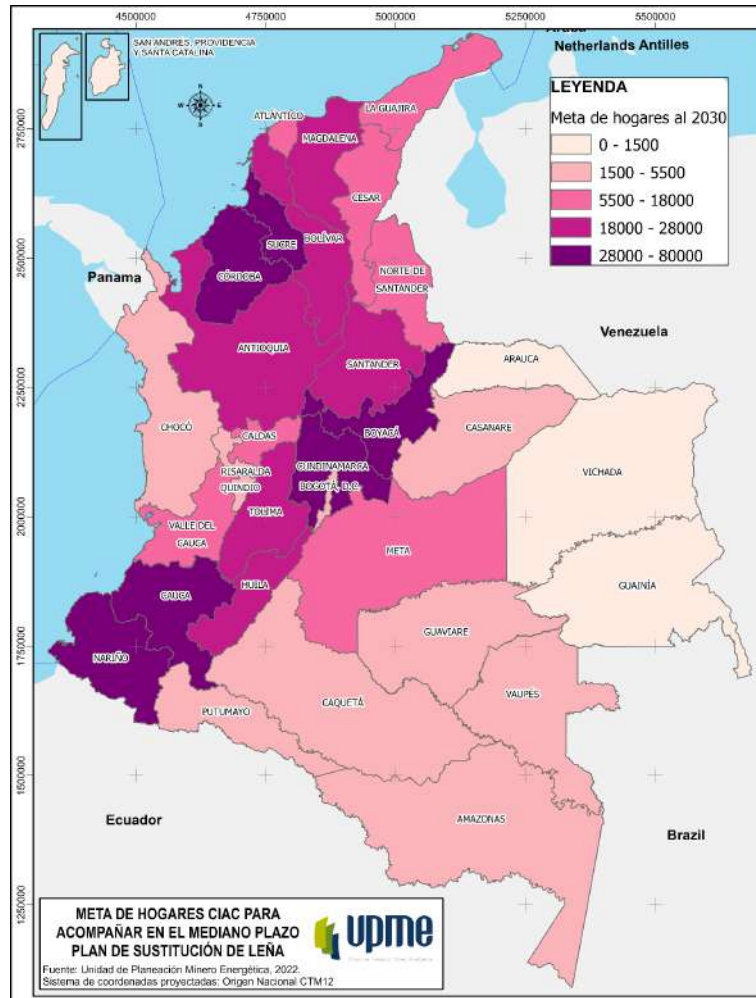 4500000
4750000
5000000
5250000
5500000
SAN ANDRÉS, PROVIDENCIA
Y SANTA CATALINA
Netherlands Antilles
LEYENDA
Meta de hogares al 2030
0 - 1500
1500 - 5500
5500 - 18000
18000 - 28000
28000 - 80000
N
W
E
S
LA GUAJIRA
ATLÁNTICO
2750000
MAGDALENA
CESAR
SUCRE
BOLÍVAR
2500000
CÓRDOBA
NORTE DE
SANTANDER
Panama
Venezuela
ANTIOQUIA
SANTANDER
ARAUCA
2250000
CHOCÓ
CALDAS
BOYACÁ
CASANARE
RISARALDA
CUNDINAMARCA
VICHADA
QUINDIO
BOGOTÁ, D.C.
TOLIMA
2000000
VALLE DEL
CAUCA
META
GUAINÍA
CAUCA
HUILA
GUAVIARE
1750000
NARIÑO
VAUPES
PUTUMAYO
CAQUETÁ
1500000
Ecuador
AMAZONAS
Brazil
1250000
META DE HOGARES CIAC PARA
ACOMPAÑAR EN EL MEDIANO PLAZO
PLAN DE SUSTITUCIÓN DE LEÑA
upme
Fuente: Unidad de Planeación Minero Energética, 2022.
Sistema de coordenadas proyectadas: Origen Nacional CTM12